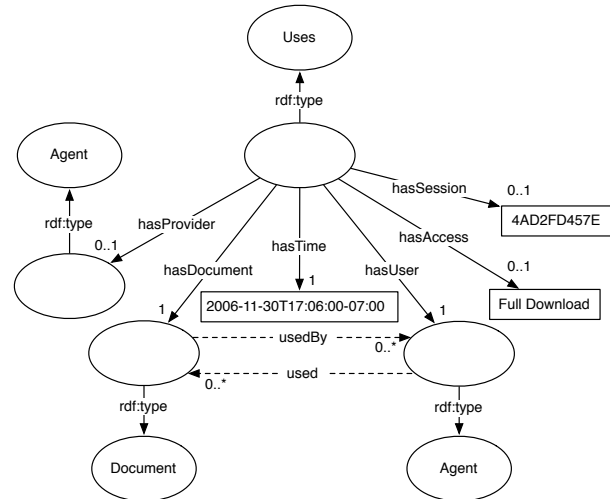 Uses
rdf:type
Agent
rdf:type
hasSession
0..1
4AD2FD457E
hasProvider
0..1
hasAccess
0..1
hasTime
hasDocument
hasUser
1
Full Download
1
2006-11-30T17:06:00-07:00
1
usedBy
0..*
used
0..*
rdf:type
rdf:type
Document
Agent